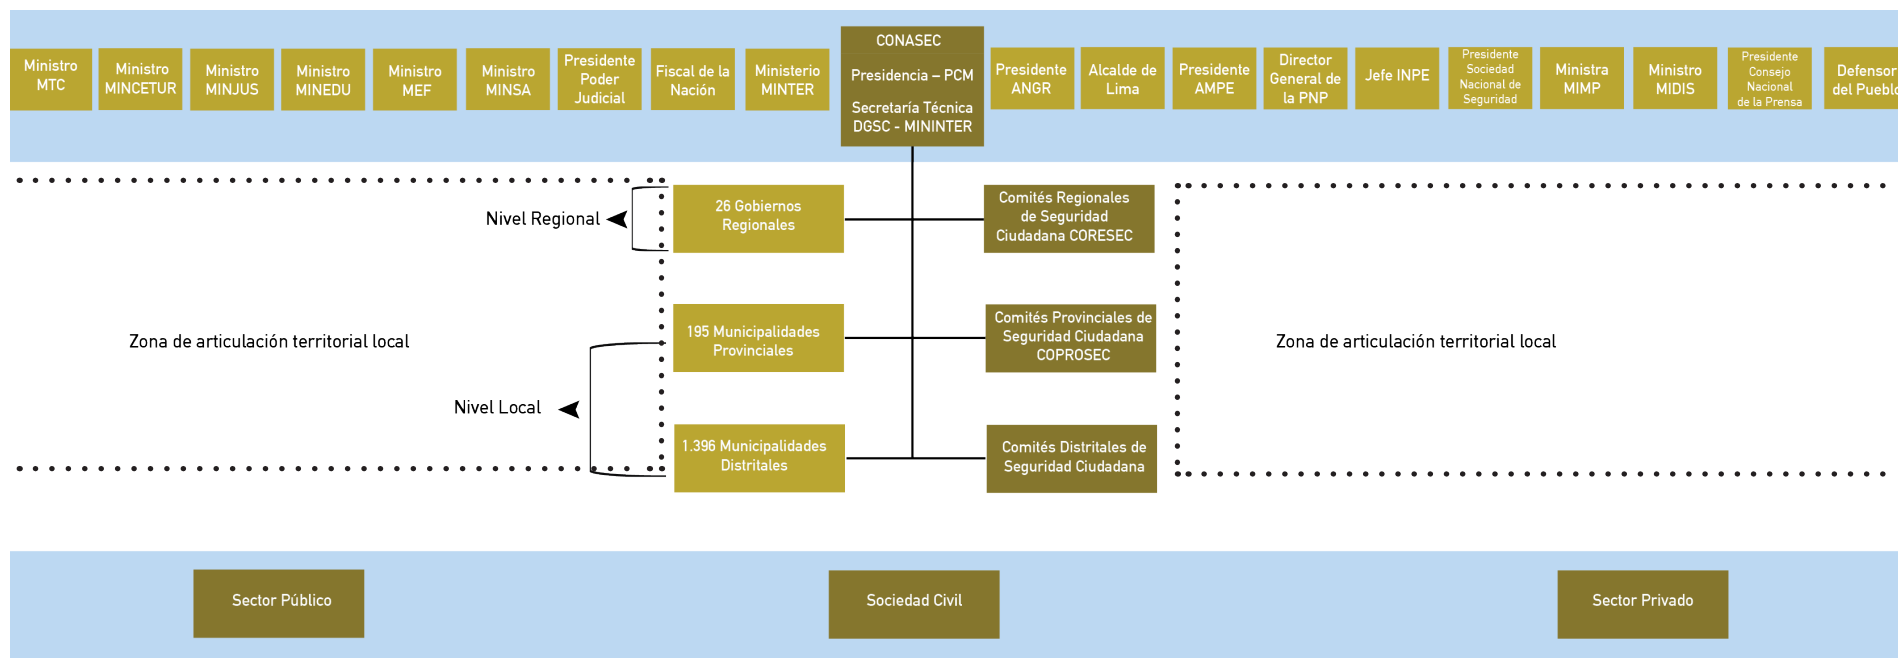 Ministro
MTC
Ministro
MINCETUR
Ministro
MINJUS
Ministro
MINEDU
Ministro
MEF
Ministro
MINSA
Presidente
Poder
Judicial
Fiscal de la
Nación
Ministerio
MINTER
CONASEC
Presidencia – PCM
Secretaría Técnica
DGSC - MININTER
Presidente
ANGR
Alcalde de
Lima
Presidente
AMPE
Director
General de
la PNP
Jefe INPE
Presidente
Sociedad
Nacional de
Seguridad
Ministra
MIMP
Ministro
MIDIS
Presidente
Consejo
Nacional
de la Prensa
Defensor
del Pueblo
Nivel Regional
26 Gobiernos
Regionales
Comités Regionales
de Seguridad
Ciudadana CORESEC
Zona de articulación territorial local
195 Municipalidades
Provinciales
Comités Provinciales de
Seguridad Ciudadana
COPROSEC
Zona de articulación territorial local
Nivel Local
1.396 Municipalidades
Distritales
Comités Distritales de
Seguridad Ciudadana
Sector Público
Sociedad Civil
Sector Privado